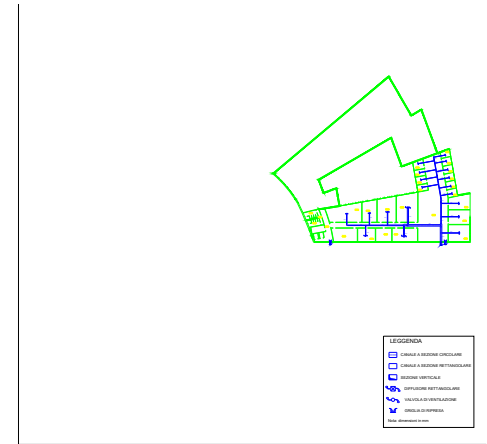 LEGGENDA
CANALE A SEZIONE CIRCOLARE
CANALE A SEZIONE RETTANGOLARE
SEZIONE VERTICALE
DIFFUSORE RETTANGOLARE
VALVOLA DI VENTILAZIONE
GRIGLIA DI RIPRESA
Nota: dimensioni in mm